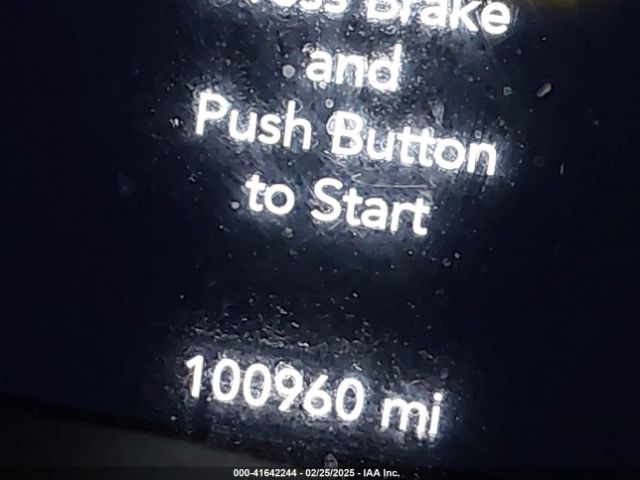 Brake
and
Push Button
to Start
100960 mi
000-41642244 - 02/25/2025 - IAA Inc.